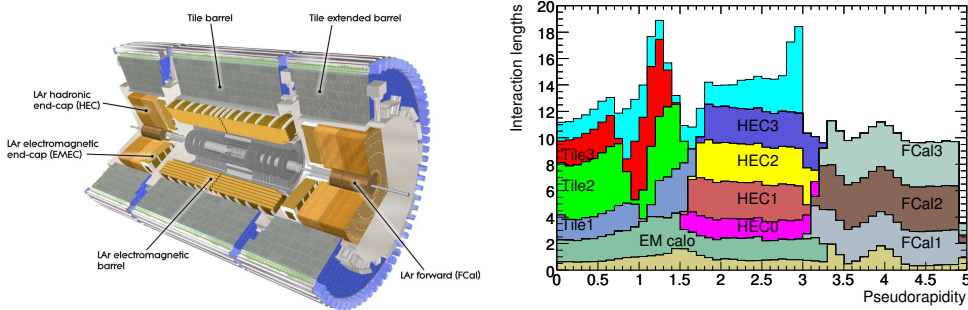 Tile barrel
Tile extended barrel
LAr hadronic
end-cap (HEC)
LAr electromagnetic
end-cap (EMEC)
LAr electromagnetic
barrel
LAr forward (FCal)
Interaction lengths
20
18
16
14
12
10
8
6
4
2
0
Tile3
Tile2
Tile1
EM calo
HEC3
HEC2
HEC1
HEC0
FCal3
FCal2
FCal1
0 0.5 1 1.5 2 2.5 3 3.5 4 4.5 5
Pseudorapidity